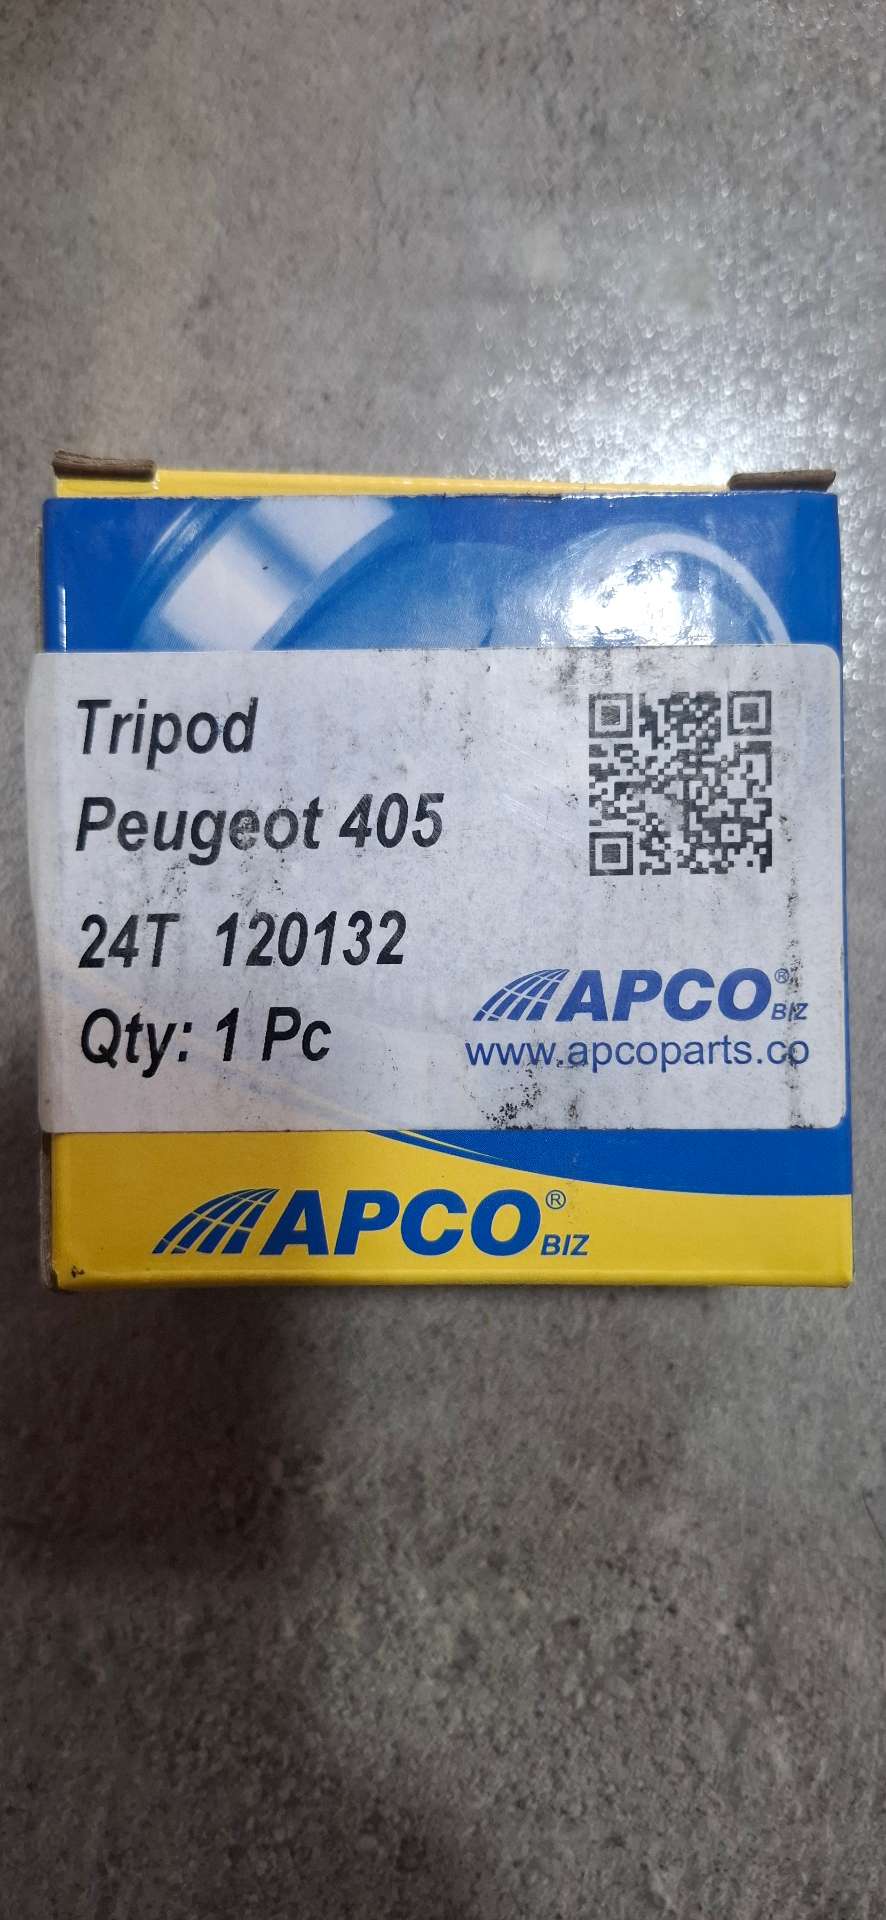 Tripod
Peugeot 405
24T 120132
Qty: 1 Pc
APCO® BIZ
www.apcoparts.co
APCO® BIZ